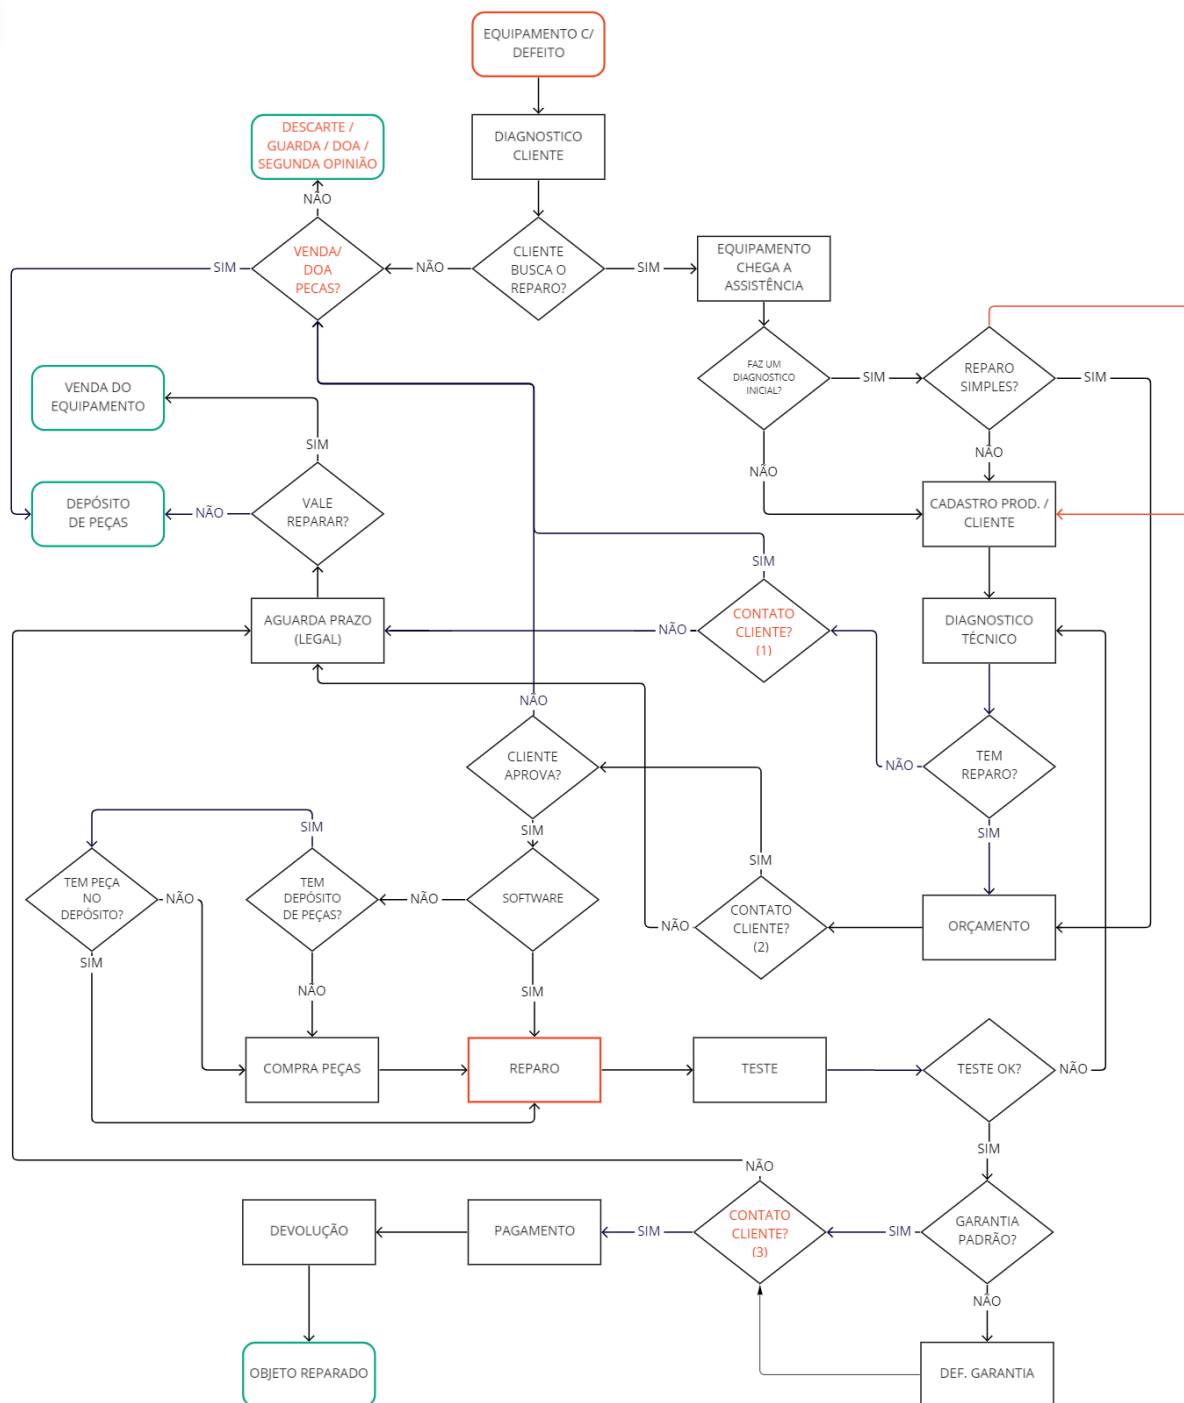 EQUIPAMENTO C/
DEFEITO
DESCARTE /
GUARDA / DOA /
SEGUNDA OPINIÃO
DIAGNOSTICO
CLIENTE
NÃO
VENDA/
DOA
PECAS?
SIM
NÃO
CLIENTE
BUSCA O
REPARO?
SIM
EQUIPAMENTO
CHEGA A
ASSISTÊNCIA
FAZ UM
DIAGNOSTICO
INICIAL?
SIM
REPARO
SIMPLES?
SIM
VENDA DO
EQUIPAMENTO
SIM
NÃO
NÃO
DEPÓSITO
DE PEÇAS
NÃO
VALE
REPARAR?
CADASTRO PROD. /
CLIENTE
SIM
AGUARDA PRAZO
(LEGAL)
NÃO
CONTATO
CLIENTE?
(1)
DIAGNOSTICO
TÉCNICO
NÃO
CLIENTE
APROVA?
NÃO
TEM
REPARO?
SIM
SIM
SIM
SIM
TEM PEÇA
NO
DEPÓSITO?
NÃO
TEM
DEPÓSITO
DE PEÇAS?
NÃO
SOFTWARE
NÃO
CONTATO
CLIENTE?
(2)
ORÇAMENTO
SIM
NÃO
SIM
COMPRA PEÇAS
REPARO
TESTE
TESTE OK?
NÃO
SIM
NÃO
DEVOLUÇÃO
PAGAMENTO
SIM
CONTATO
CLIENTE?
(3)
SIM
GARANTIA
PADRÃO?
NÃO
OBJETO REPARADO
DEF. GARANTIA